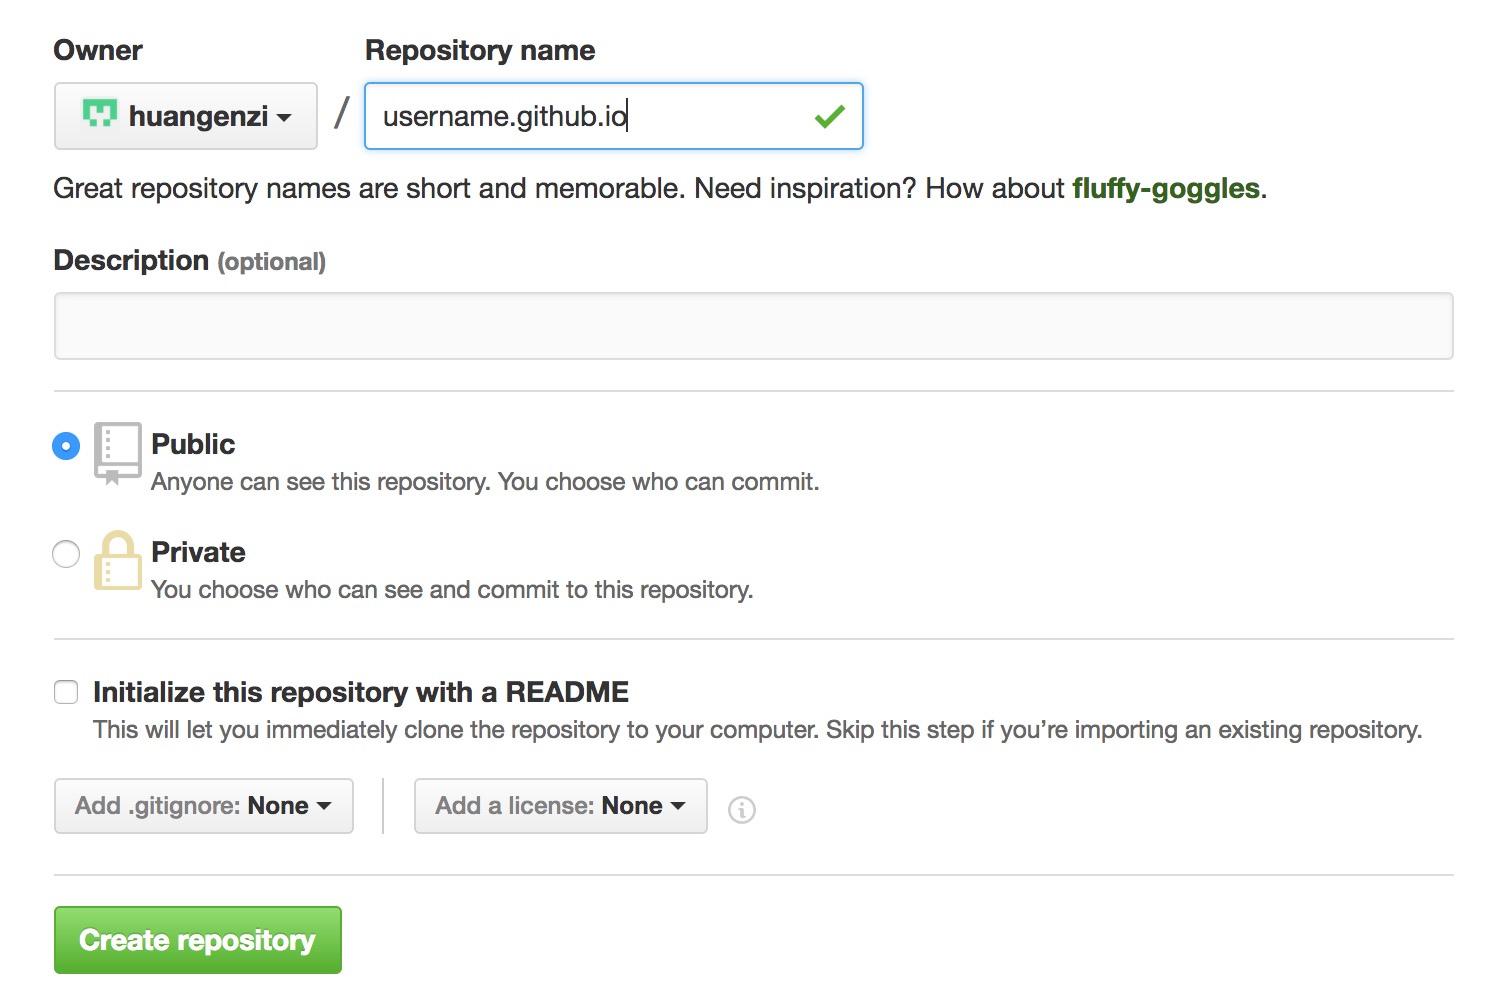 Owner
Repository name
huangenzi / username.github.io
Great repository names are short and memorable. Need inspiration? How about fluffy-goggles.
Description (optional)
Public
Anyone can see this repository. You choose who can commit.
Private
You choose who can see and commit to this repository.
Initialize this repository with a README
This will let you immediately clone the repository to your computer. Skip this step if you’re importing an existing repository.
Add .gitignore: None
Add a license: None
Create repository